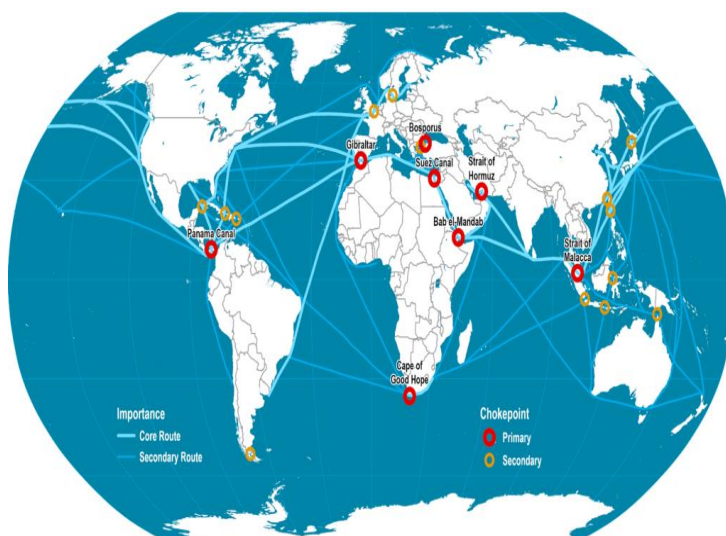 Bosporus
Gibraltar
Suez Canal
Strait of
Hormuz
Bab el-Mandab
Panama Canal
Strait of
Malacca
Cape of
Good Hope
Importance
Core Route
Secondary Route
Chokepoint
Primary
Secondary